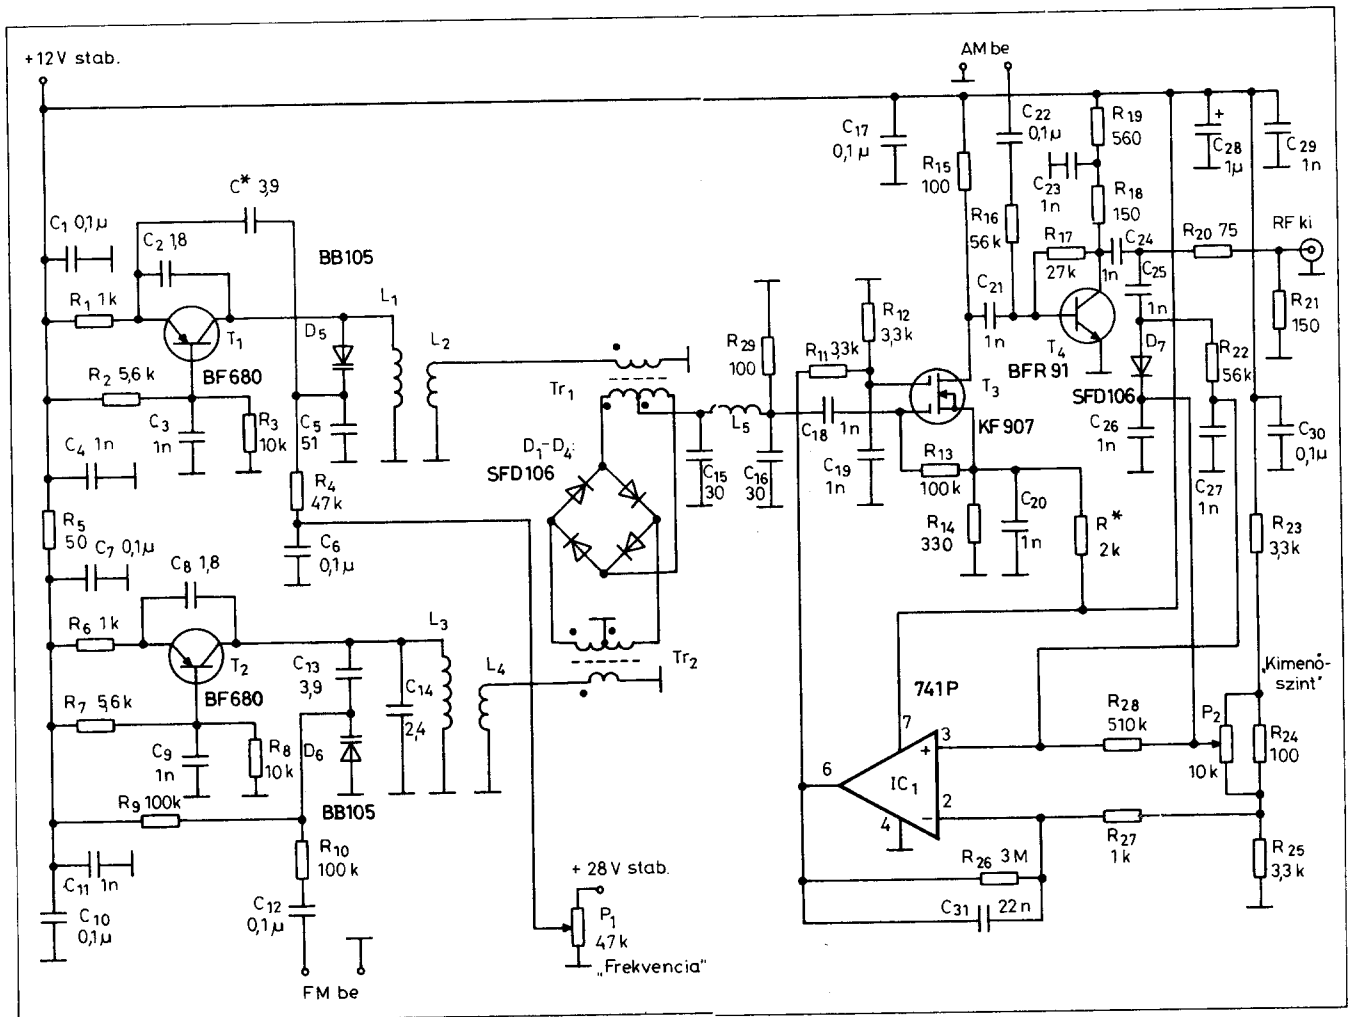 +12V stab.
AM be
C* 3,9
C1 0,1µ
C2 1,8
BB105
R1 1k
T1
D5
L1
L2
BF680
R2 5,6k
C3
1n
R3
10k
C4 1n
C5
51
R4
47k
R5
50
C6
0,1µ
C7 0,1µ
C8 1,8
R6 1k
T2
BF680
R7 5,6k
C9
1n
R8
10k
R9 100k
C13
3,9
D6
BB105
C14
2,4
L3
L4
R10
100k
C11 1n
C10
0,1µ
C12
0,1µ
FM be
Tr1
D1-D4:
SFD106
Tr2
+28V stab.
P1
47k
„Frekvencia"
C15
30
L5
C16
30
R29
100
C18 1n
R11 3,3k
R12
3,3k
C19
1n
T3
KF907
R13
100k
R14
330
C20
1n
R*
2k
C17
0,1µ
R15
100
C22
0,1µ
R16
56k
C21
1n
C23
1n
R19
560
R18
150
R17
27k
T4
BFR91
C24
1n
C25
1n
D7
SFD106
C26
1n
R20 75
RF ki
R21
150
R22
56k
C27
1n
+
C28
1µ
C29
1n
C30
0,1µ
R23
3,3k
„Kimenő-
szint"
P2
10k
R24
100
R25
3,3k
741P
7
3
+
6
IC1
2
−
4
R28
510k
R27
1k
R26 3M
C31 22n